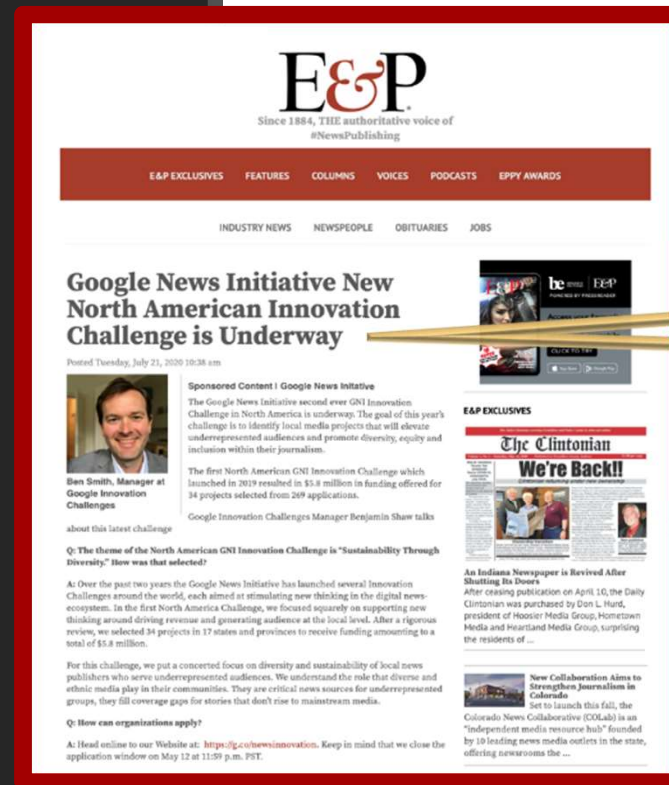 E&P
Since 1884, THE authoritative voice of
#NewsPublishing
E&P EXCLUSIVES FEATURES COLUMNS VOICES PODCASTS EPPY AWARDS
INDUSTRY NEWS NEWSPEOPLE OBITUARIES JOBS
Google News Initiative New
North American Innovation
Challenge is Underway
Posted Tuesday, July 21, 2020 10:38 am
Ben Smith, Manager at
Google Innovation
Challenges
Sponsored Content | Google News Initative
The Google News Initiative second ever GNI Innovation
Challenge in North America is underway. The goal of this year's
challenge is to identify local media projects that will elevate
underrepresented audiences and promote diversity, equity and
inclusion within their journalism.
The first North American GNI Innovation Challenge which
launched in 2019 resulted in $5.8 million in funding offered for
34 projects selected from 269 applications.
Google Innovation Challenges Manager Benjamin Shaw talks
about this latest challenge
Q: The theme of the North American GNI Innovation Challenge is "Sustainability Through
Diversity." How was that selected?
A: Over the past two years the Google News Initiative has launched several Innovation
Challenges around the world, each aimed at stimulating new thinking in the digital news-
ecosystem. In the first North America Challenge, we focused squarely on supporting new
thinking around driving revenue and generating audience at the local level. After a rigorous
review, we selected 34 projects in 17 states and provinces to receive funding amounting to a
total of $5.8 million.
For this challenge, we put a concerted focus on diversity and sustainability of local news
publishers who serve underrepresented audiences. We understand the role that diverse and
ethnic media play in their communities. They are critical news sources for underrepresented
groups, they fill coverage gaps for stories that don't rise to mainstream media.
Q: How can organizations apply?
A: Head online to our Website at: https://g.co/newsinnovation. Keep in mind that we close the
application window on May 12 at 11:59 p.m. PST.
be E&P
POWERED BY PRESSREADER
CLICK TO TRY
E&P EXCLUSIVES
The Clintonian
We're Back!!
Clintonian returning under new ownership
An Indiana Newspaper is Revived After
Shutting Its Doors
After ceasing publication on April 10, the Daily
Clintonian was purchased by Don L. Hurd,
president of Hoosier Media Group, Hometown
Media and Heartland Media Group, surprising
the residents of ...
New Collaboration Aims to
Strengthen Journalism in
Colorado
Set to launch this fall, the
Colorado News Collaborative (COLab) is an
"independent media resource hub" founded
by 10 leading news media outlets in the state,
offering newsrooms the ...